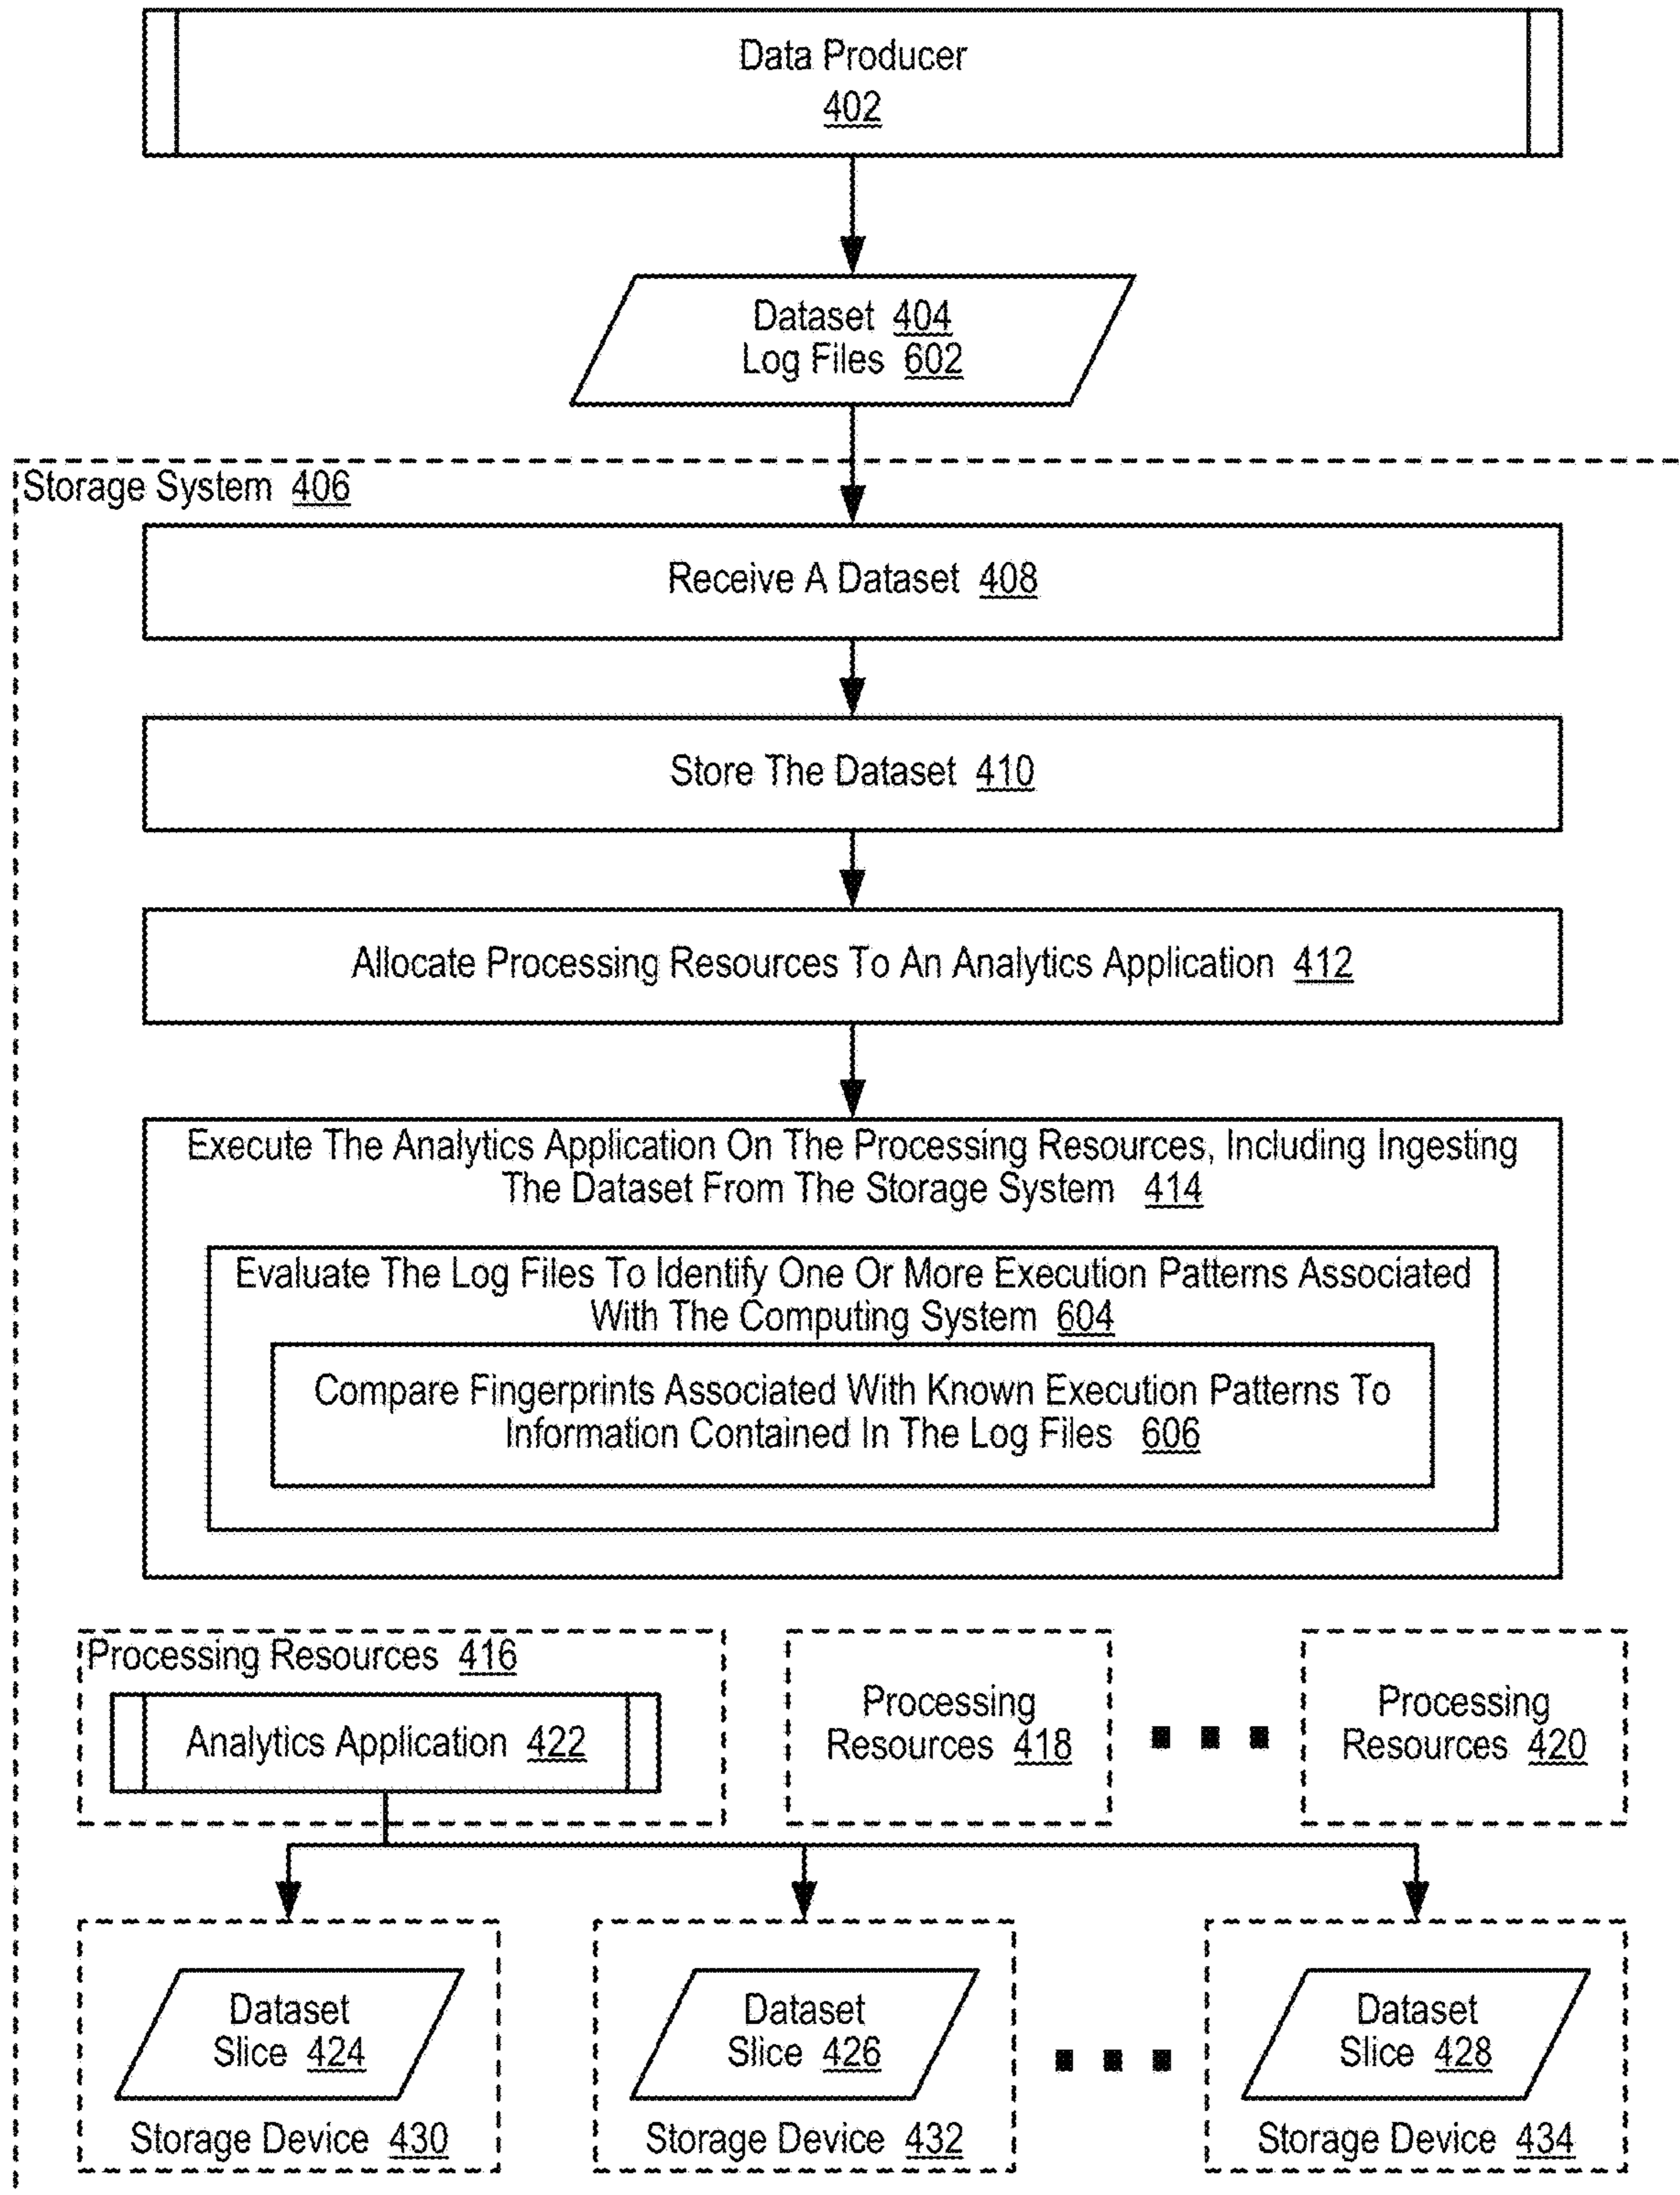 Data Producer
402
Dataset 404
Log Files 602
Storage System 406
Receive A Dataset 408
Store The Dataset 410
Allocate Processing Resources To An Analytics Application 412
Execute The Analytics Application On The Processing Resources, Including Ingesting
The Dataset From The Storage System 414
Evaluate The Log Files To Identify One Or More Execution Patterns Associated
With The Computing System 604
Compare Fingerprints Associated With Known Execution Patterns To
Information Contained In The Log Files 606
Processing Resources 416
Analytics Application 422
Processing
Resources 418
Processing
Resources 420
Dataset
Slice 424
Storage Device 430
Dataset
Slice 426
Storage Device 432
Dataset
Slice 428
Storage Device 434